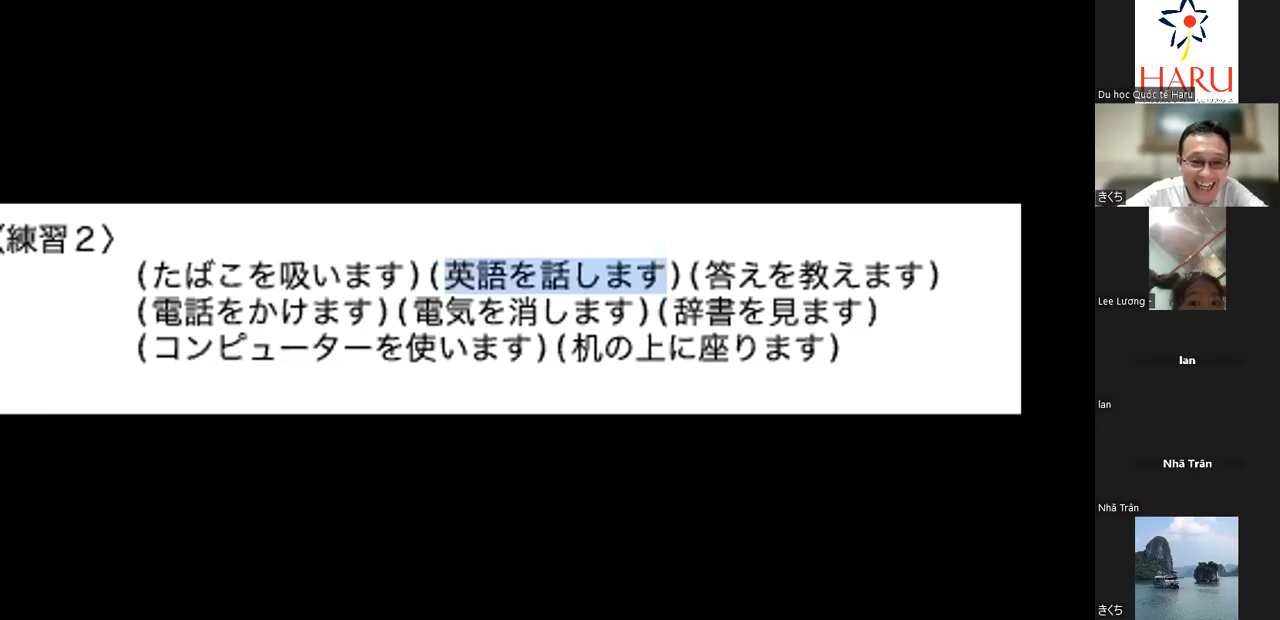 〈練習２〉
(たばこを吸います)(英語を話します)(答えを教えます)
(電話をかけます)(電気を消します)(辞書を見ます)
(コンピューターを使います)(机の上に座ります)
HARU
Du học Quốc tế Haru
きくち
Lee Lương -
lan
lan
Nhã Trân
Nhã Trân
きくち